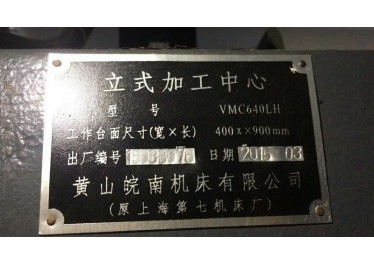 立式加工中心
型 号 VMC640LH
工作台面尺寸(宽×长) 400x×900mm
出厂编号 日期 2015 03
黄山皖南机床有限公司
(原上海第七机床厂)